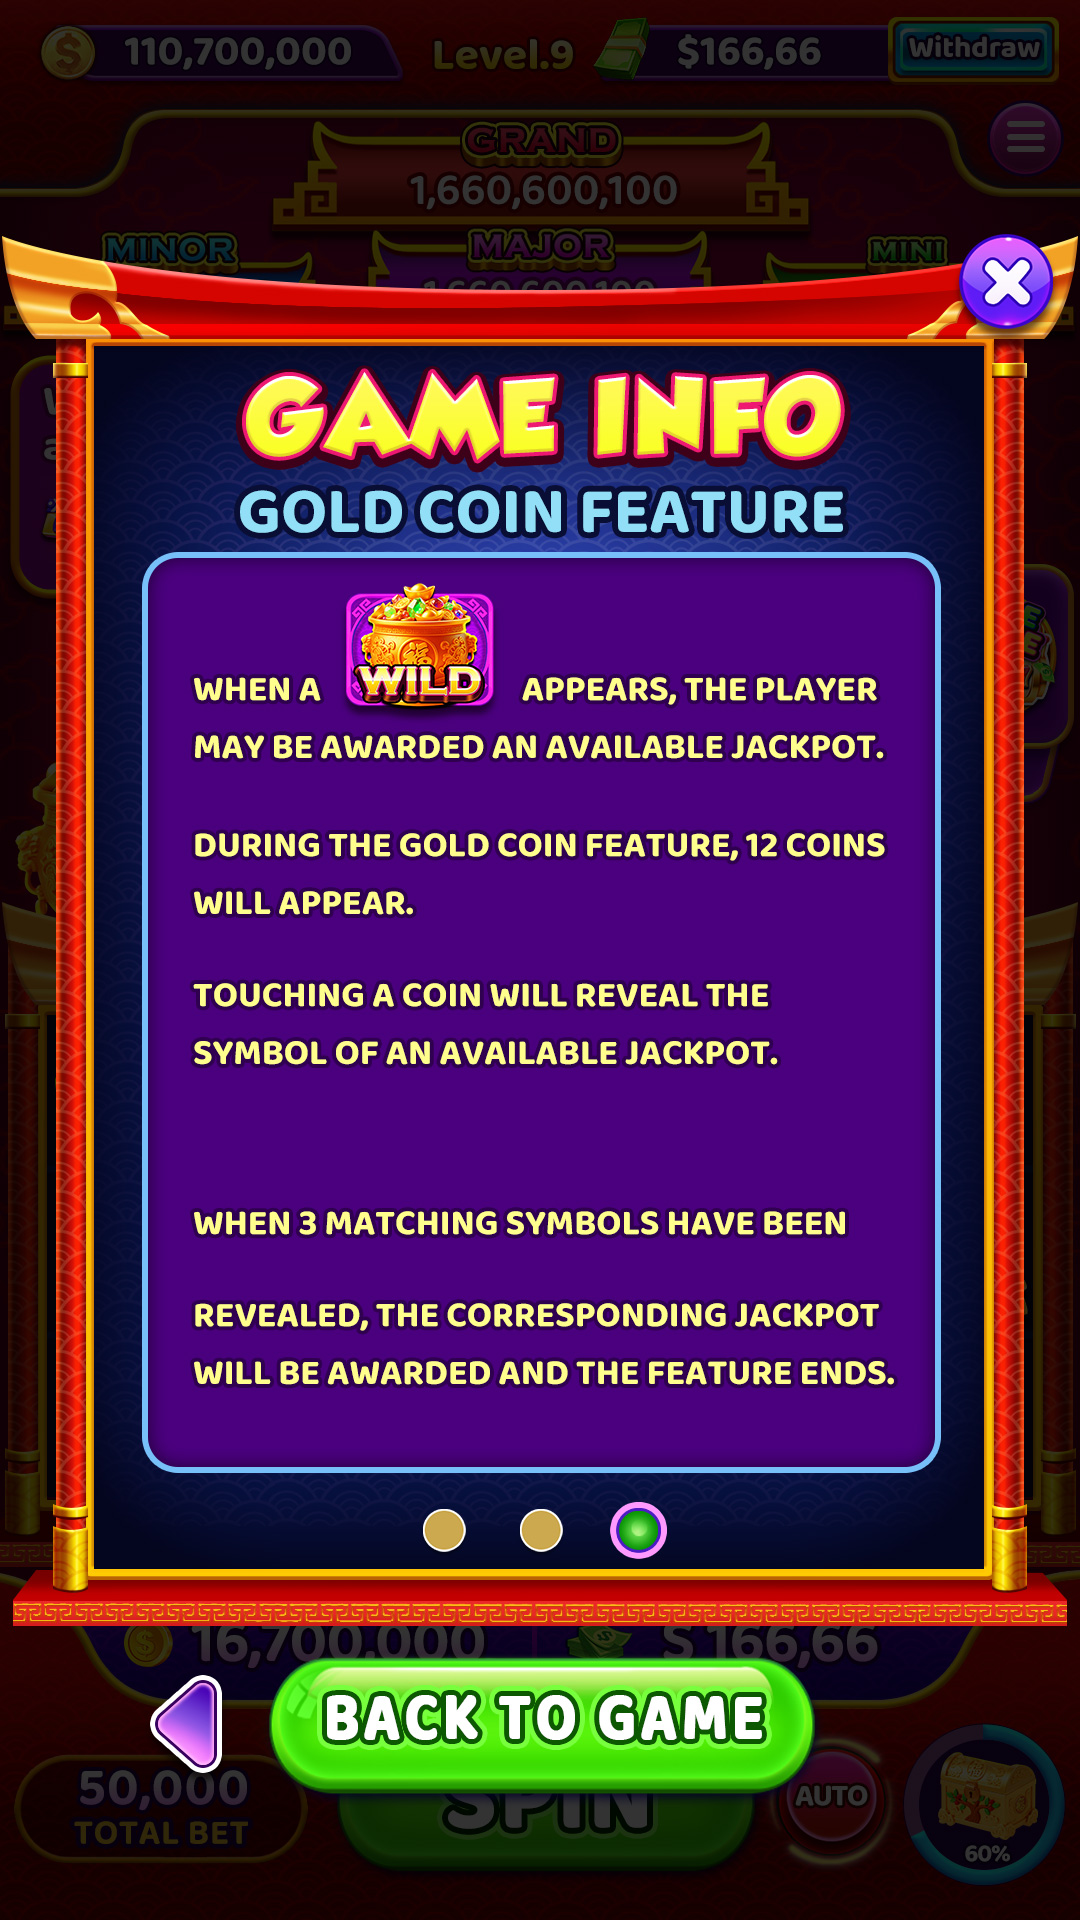 110,700,000
Level.9
$166,66
Withdraw
GRAND
1,660,600,100
MINOR
MAJOR
MINI
GAME INFO
GOLD COIN FEATURE
WHEN A WILD APPEARS, THE PLAYER
MAY BE AWARDED AN AVAILABLE JACKPOT.
DURING THE GOLD COIN FEATURE, 12 COINS
WILL APPEAR.
TOUCHING A COIN WILL REVEAL THE
SYMBOL OF AN AVAILABLE JACKPOT.
WHEN 3 MATCHING SYMBOLS HAVE BEEN
REVEALED, THE CORRESPONDING JACKPOT
WILL BE AWARDED AND THE FEATURE ENDS.
16,700,000
$ 166,66
BACK TO GAME
50,000
TOTAL BET
SPIN
AUTO
60%